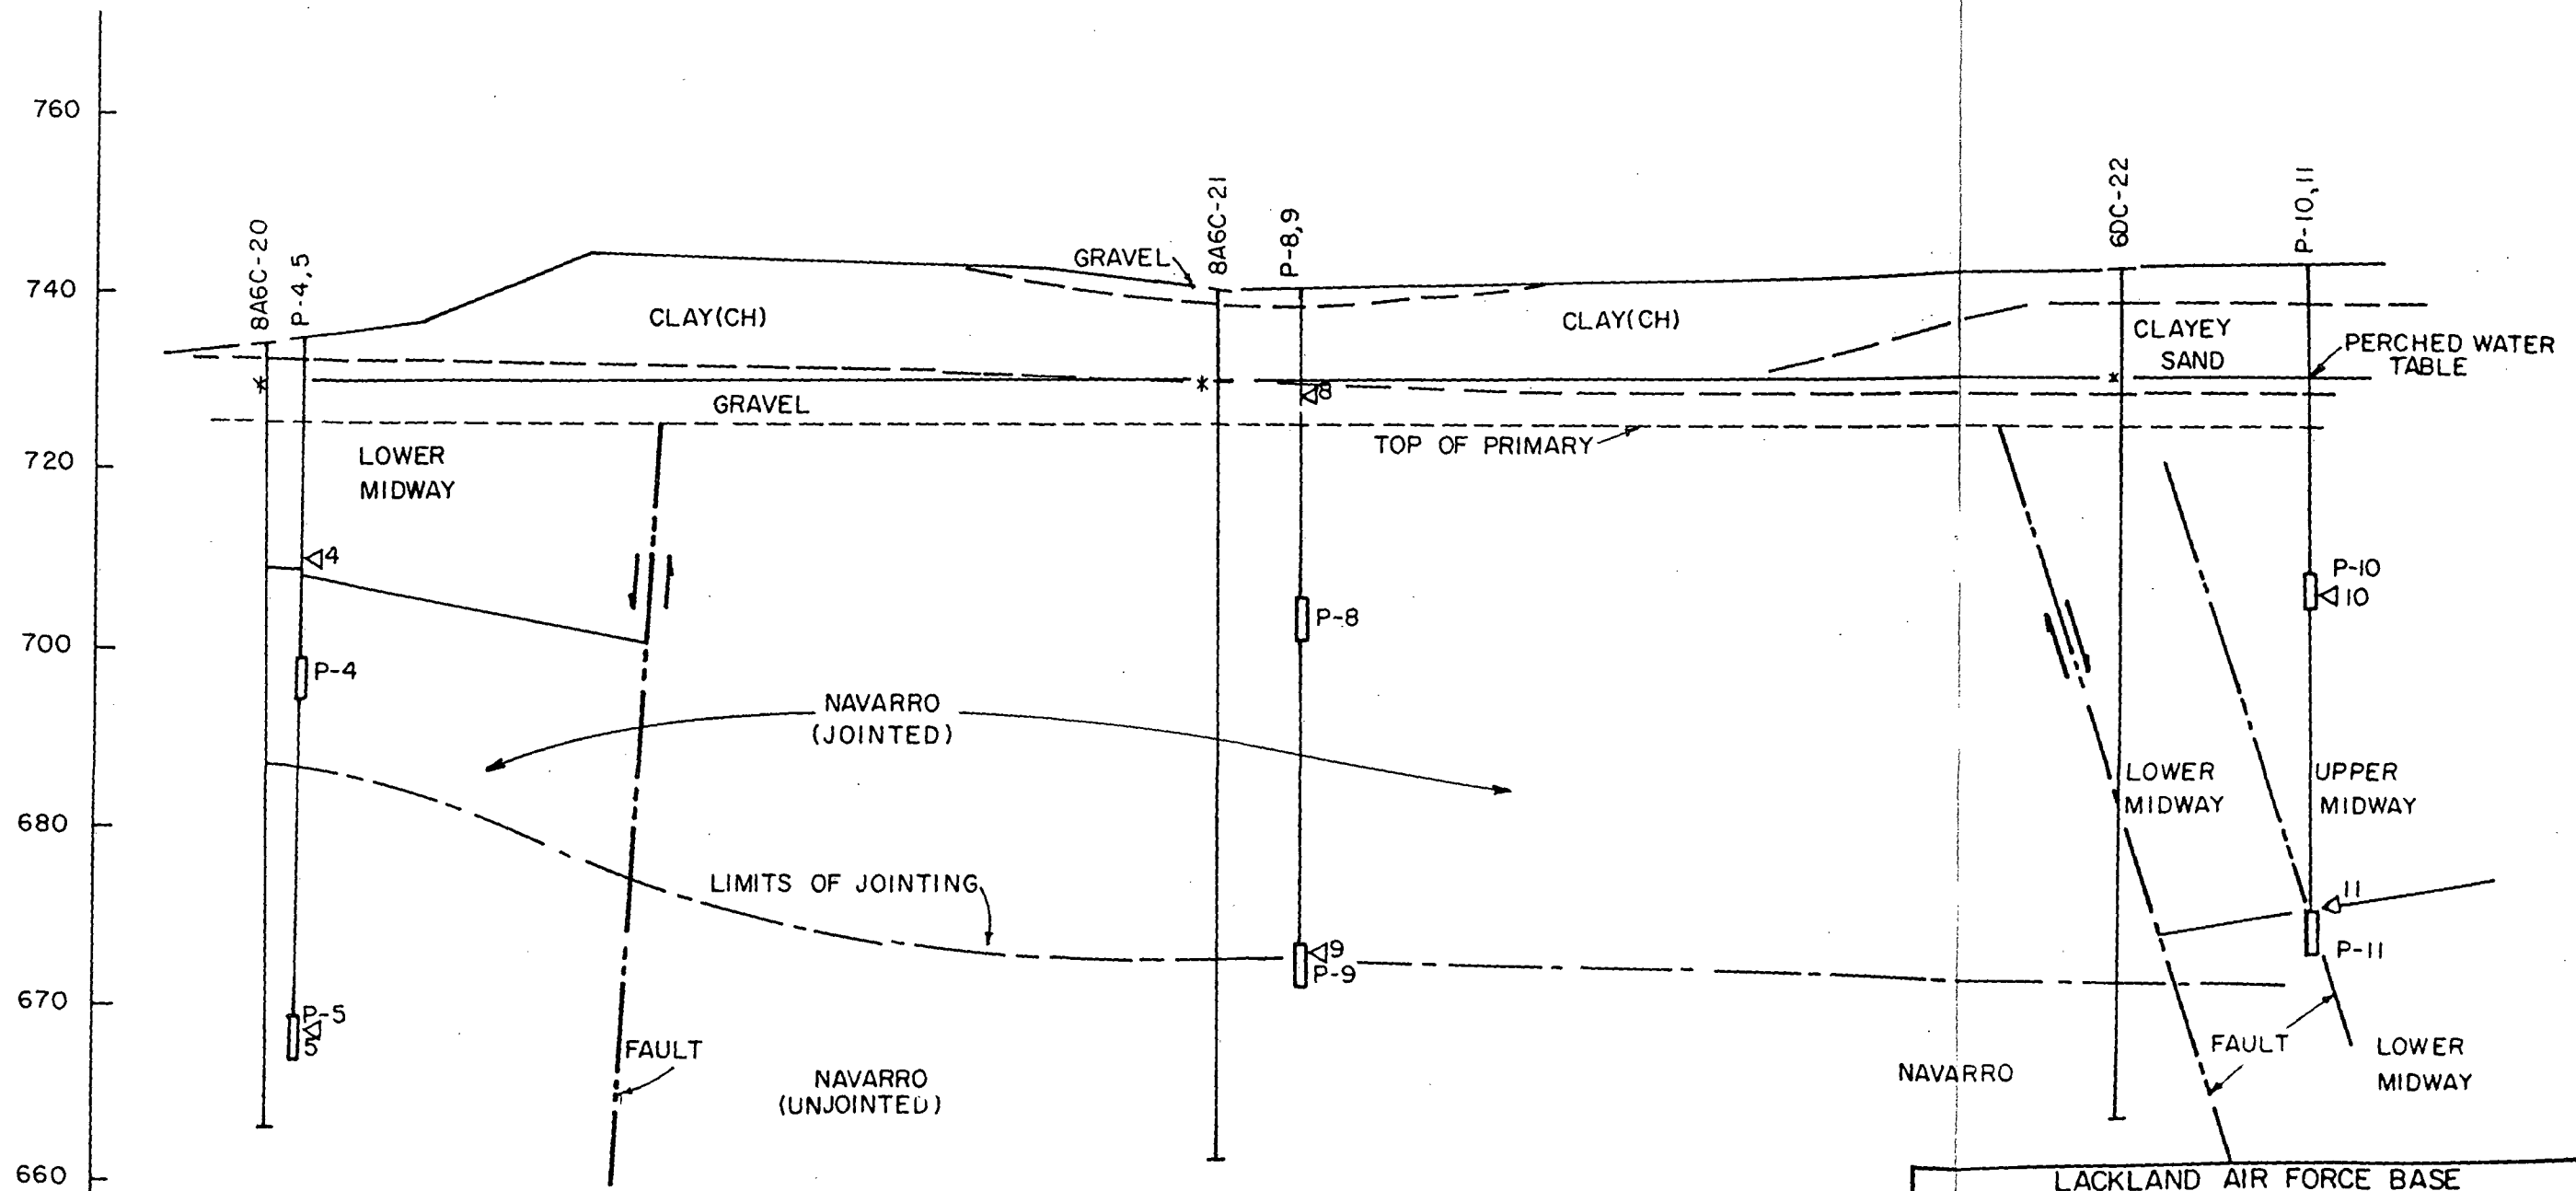 760
740
720
700
680
670
660
8A6C-20
P-4,5
8A6C-21
P-8,9
6DC-22
P-10,11
GRAVEL
CLAY(CH)
CLAY(CH)
CLAYEY
SAND
PERCHED WATER
TABLE
8
GRAVEL
TOP OF PRIMARY
LOWER
MIDWAY
4
P-10
10
P-8
P-4
NAVARRO
(JOINTED)
LOWER
MIDWAY
UPPER
MIDWAY
LIMITS OF JOINTING
11
9
P-9
P-11
P-5
5
FAULT
FAULT
LOWER
MIDWAY
NAVARRO
(UNJOINTED)
NAVARRO
LACKLAND AIR FORCE BASE